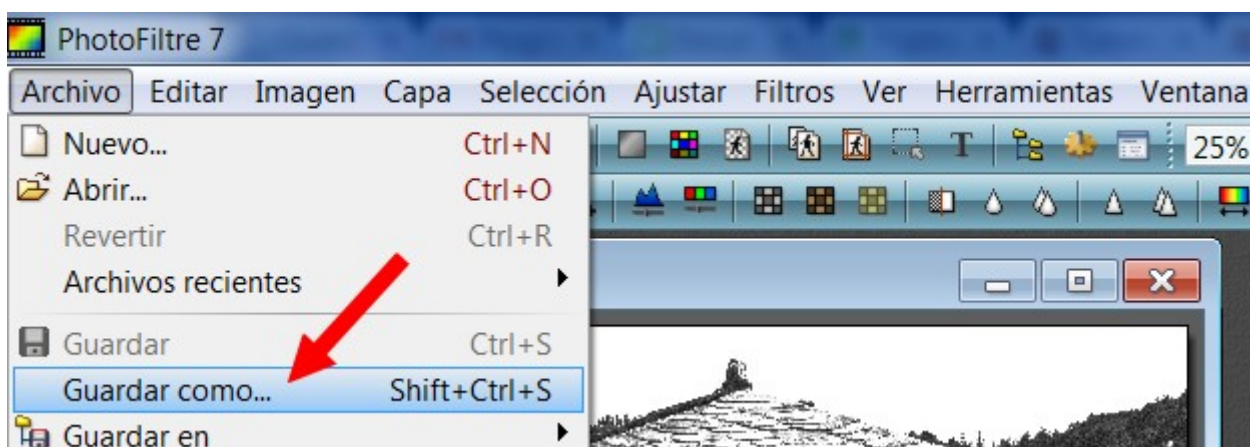 PhotoFiltre 7
Archivo Editar Imagen Capa Selección Ajustar Filtros Ver Herramientas Ventana
Nuevo... Ctrl+N
T 25%
Abrir... Ctrl+O
Revertir Ctrl+R
Archivos recientes
Guardar Ctrl+S
Guardar como... Shift+Ctrl+S
Guardar en